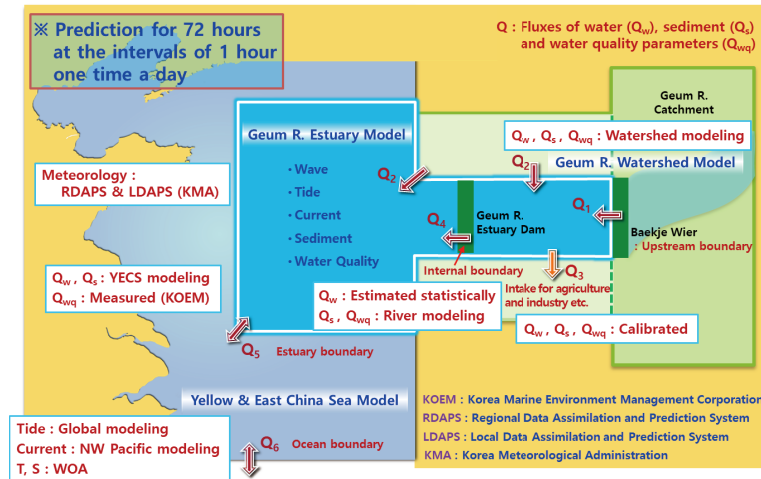 ※ Prediction for 72 hours
at the intervals of 1 hour
one time a day
Q : Fluxes of water (Qw), sediment (Qs)
and water quality parameters (Qwq)
Geum R.
Catchment
Geum R. Estuary Model
Qw , Qs , Qwq : Watershed modeling
Q2
Geum R. Watershed Model
Meteorology :
RDAPS & LDAPS (KMA)
• Wave
• Tide
• Current
• Sediment
• Water Quality
Q2
Q4
Geum R.
Estuary Dam
Q1
Baekje Wier
: Upstream boundary
Internal boundary
Q3
Intake for agriculture
and industry etc.
Qw , Qs : YECS modeling
Qwq : Measured (KOEM)
Qw : Estimated statistically
Qs , Qwq : River modeling
Qw , Qs , Qwq : Calibrated
Q5
Estuary boundary
Yellow & East China Sea Model
Tide : Global modeling
Current : NW Pacific modeling
T, S : WOA
Q6
Ocean boundary
KOEM : Korea Marine Environment Management Corporation
RDAPS : Regional Data Assimilation and Prediction System
LDAPS : Local Data Assimilation and Prediction System
KMA : Korea Meteorological Administration